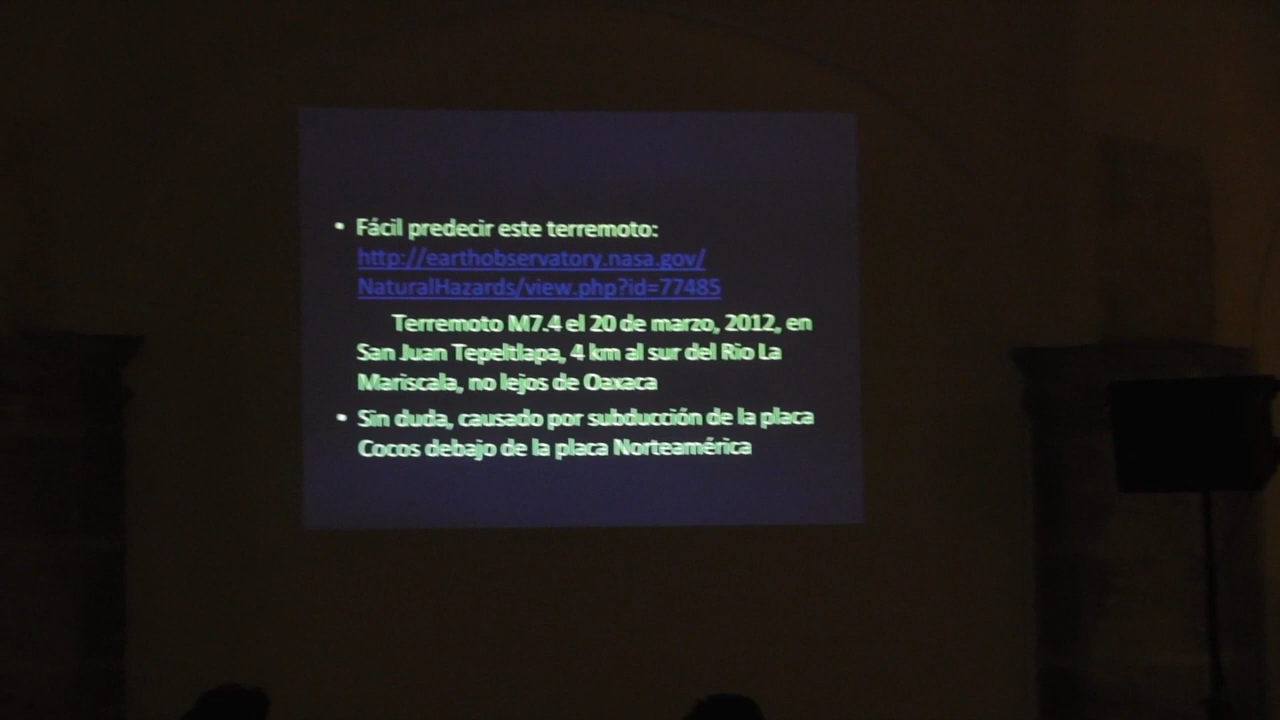 • Fácil predecir este terremoto:
http://earthobservatory.nasa.gov/
NaturalHazards/view.php?id=77485
Terremoto M7.4 el 20 de marzo, 2012, en
San Juan Tepeltlapa, 4 km al sur del Rio La
Mariscala, no lejos de Oaxaca
• Sin duda, causado por subducción de la placa
Cocos debajo de la placa Norteamérica